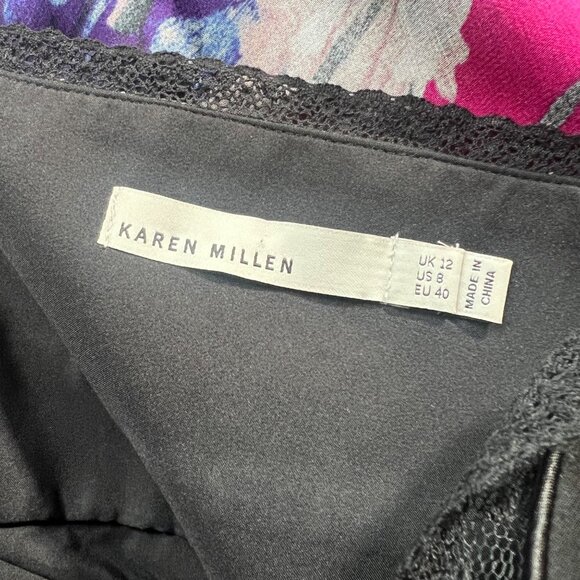 KAREN MILLEN
UK 12
US 8
EU 40
MADE IN
CHINA